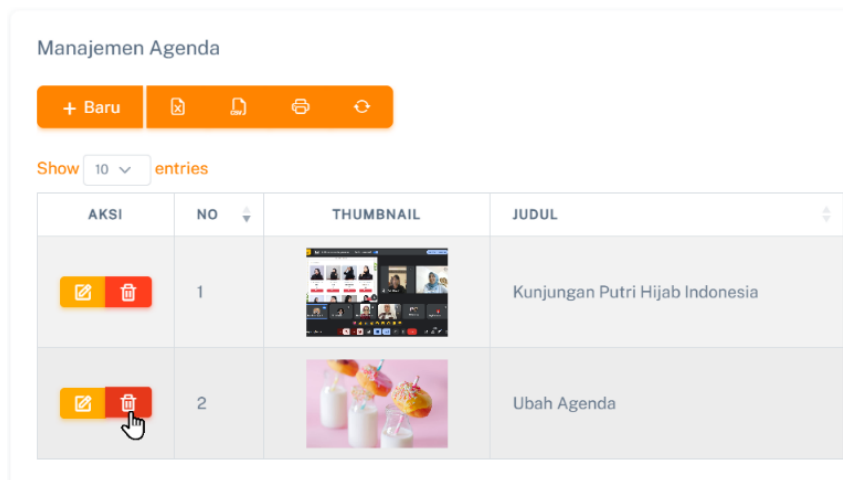 Manajemen Agenda
+ Baru
Show 10 entries
AKSI NO THUMBNAIL JUDUL
1 Kunjungan Putri Hijab Indonesia
2 Ubah Agenda